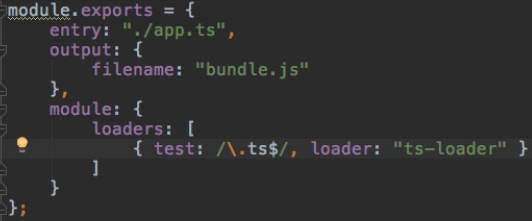 module.exports = {
    entry: "./app.ts",
    output: {
        filename: "bundle.js"
    },
    module: {
        loaders: [
            { test: /\.ts$/, loader: "ts-loader" }
        ]
    }
};